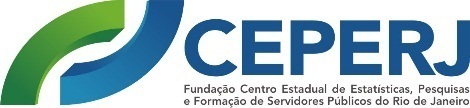 CEPERJ
Fundação Centro Estadual de Estatísticas, Pesquisas
e Formação de Servidores Públicos do Rio de Janeiro